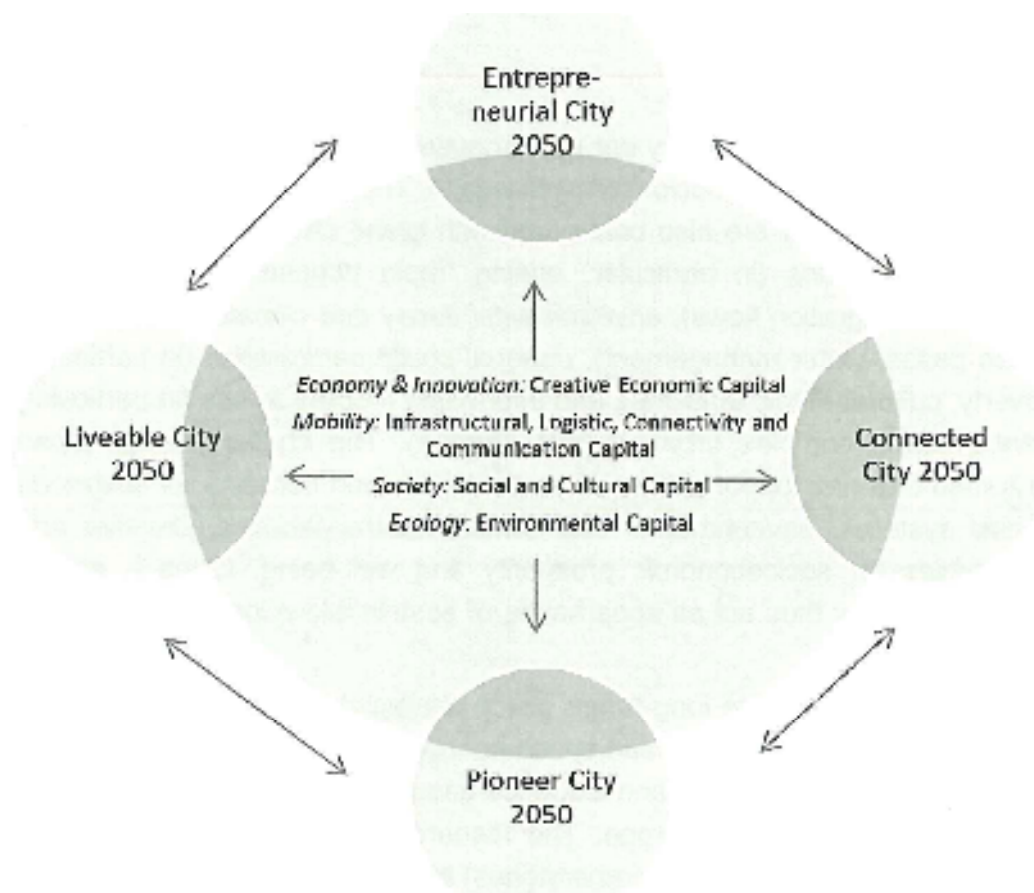 Entrepre-
neurial City
2050
Economy & Innovation: Creative Economic Capital
Mobility: Infrastructural, Logistic, Connectivity and
Communication Capital
Society: Social and Cultural Capital
Ecology: Environmental Capital
Liveable City
2050
Connected
City 2050
Pioneer City
2050